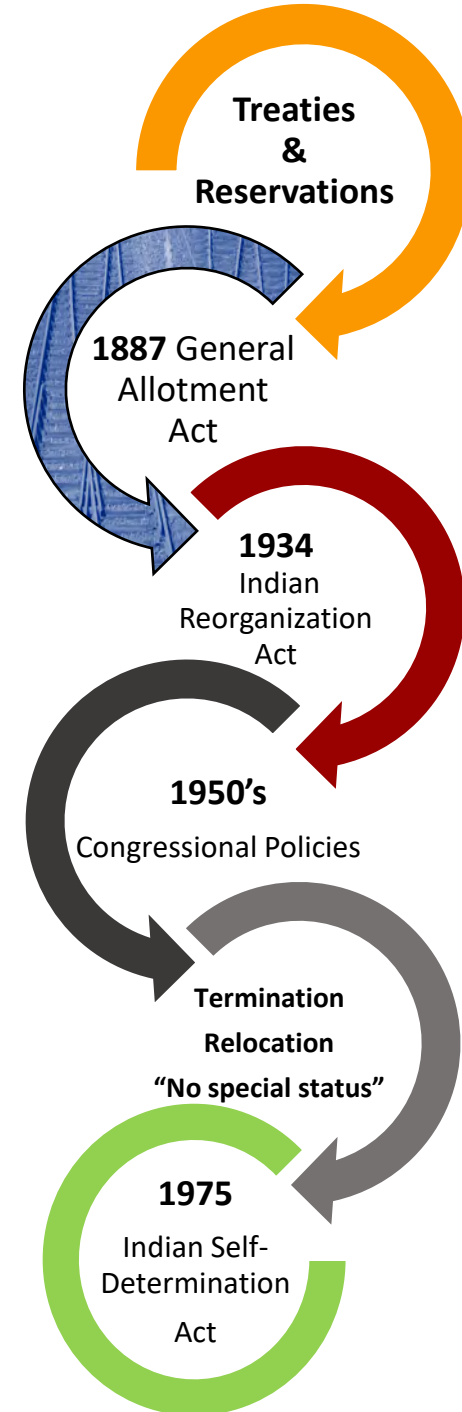 Treaties
&
Reservations
1887 General
Allotment
Act
1934
Indian
Reorganization
Act
1950’s
Congressional Policies
Termination
Relocation
“No special status”
1975
Indian Self-
Determination
Act